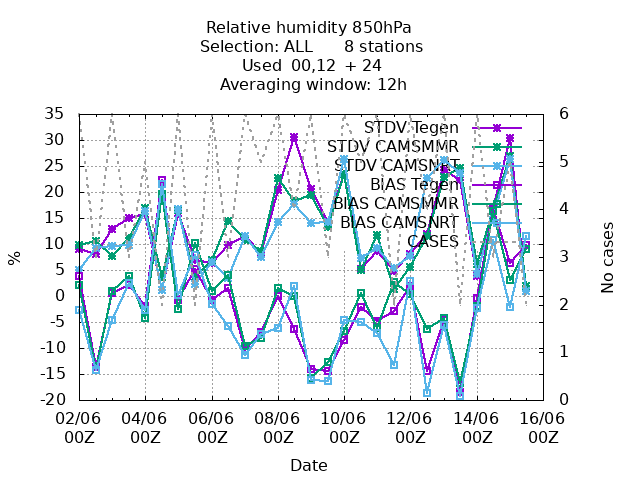 Relative humidity 850hPa
Selection: ALL 8 stations
Used 00,12 + 24
Averaging window: 12h
35
30
25
20
15
10
5
0
-5
-10
-15
-20
%
STDV Tegen
STDV CAMSMMR
STDV CAMSNRT
BIAS Tegen
BIAS CAMSMMR
BIAS CAMSNRT
CASES
6
5
4
3
2
1
0
No cases
02/06 04/06 06/06 08/06 10/06 12/06 14/06 16/06
00Z 00Z 00Z 00Z 00Z 00Z 00Z 00Z
Date